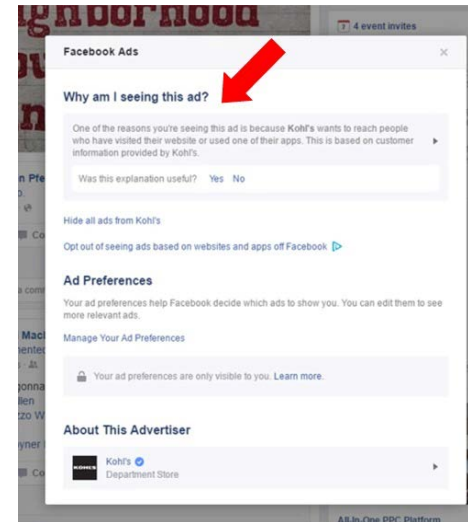 ighborhood
4 event invites
Facebook Ads
×
Why am I seeing this ad?
One of the reasons you're seeing this ad is because Kohl's wants to reach people
who have visited their website or used one of their apps. This is based on customer
information provided by Kohl's.
Was this explanation useful? Yes No
Hide all ads from Kohl's
Opt out of seeing ads based on websites and apps off Facebook
Ad Preferences
Your ad preferences help Facebook decide which ads to show you. You can edit them to see
more relevant ads.
Manage Your Ad Preferences
Your ad preferences are only visible to you. Learn more.
About This Advertiser
KOHL'S
Kohl's
Department Store
All-In-One PPC Platform